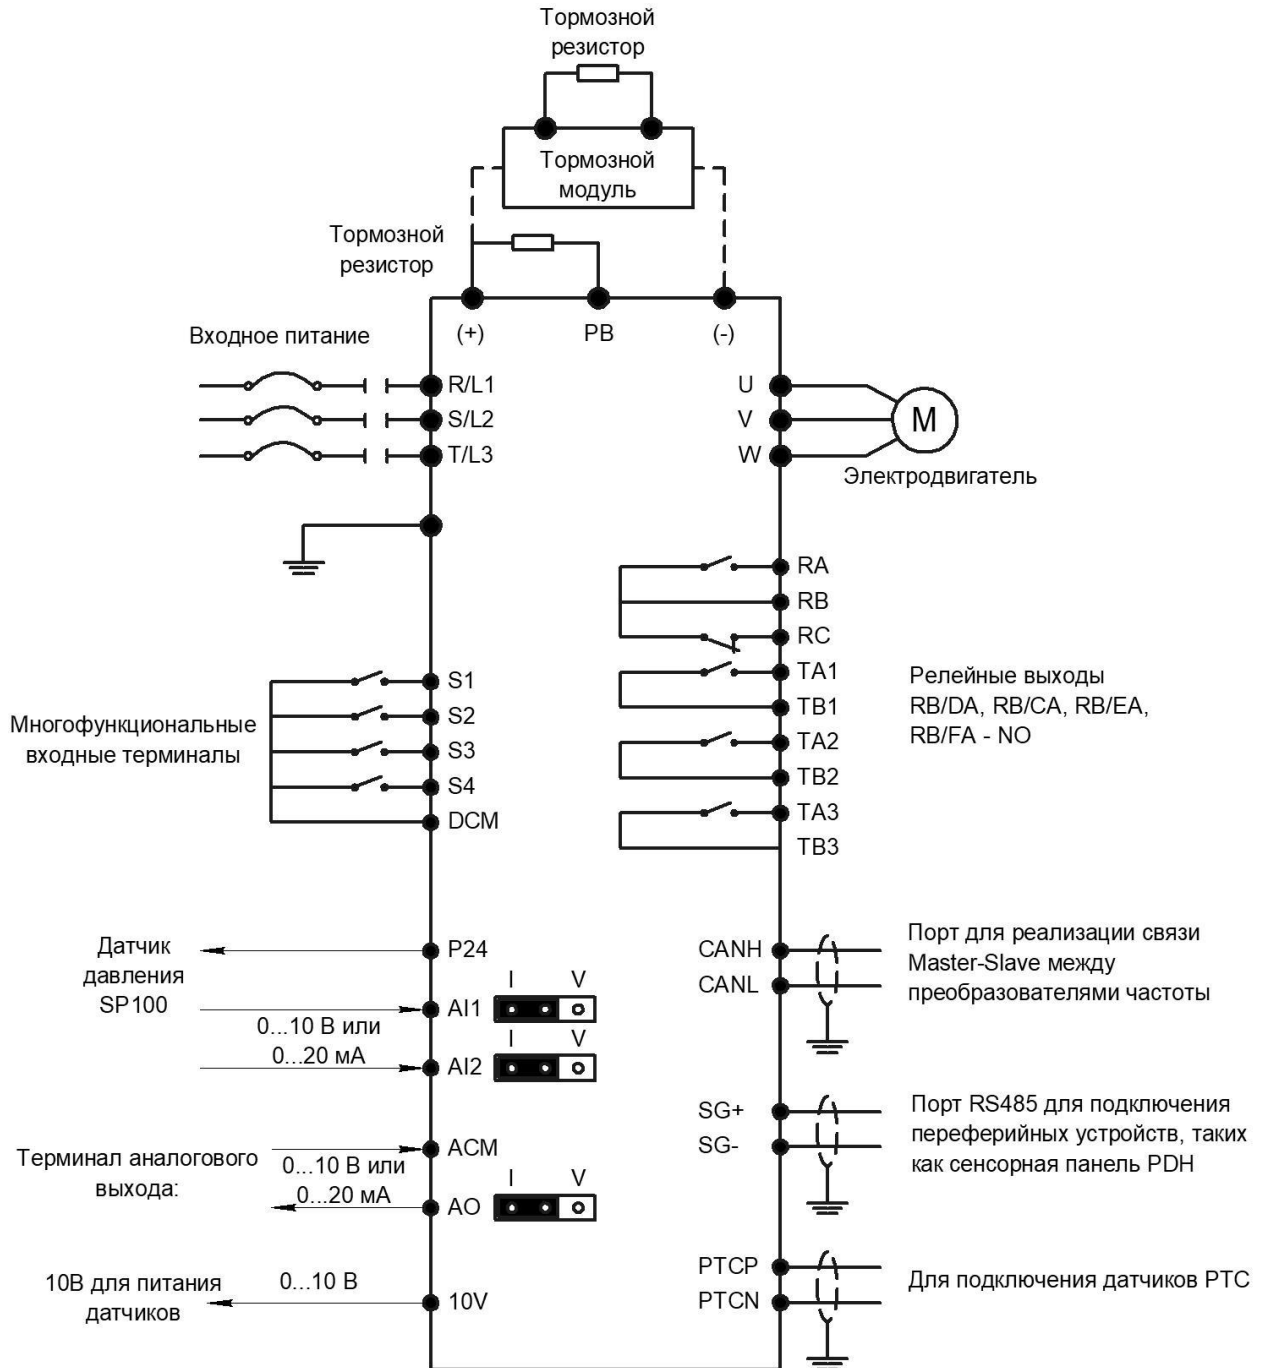 Тормозной
резистор
Тормозной
модуль
Тормозной
резистор
(+) PB (-)
Входное питание
R/L1
S/L2
T/L3
U
V
W
M
Электродвигатель
RA
RB
RC
TA1
TB1
TA2
TB2
TA3
TB3
Релейные выходы
RB/DA, RB/CA, RB/EA,
RB/FA - NO
Многофункциональные
входные терминалы
S1
S2
S3
S4
DCM
Датчик
давления
SP100
P24
I V
AI1
0...10 В или
0...20 мА
I V
AI2
CANH
CANL
Порт для реализации связи
Master-Slave между
преобразователями частоты
SG+
SG-
Порт RS485 для подключения
переферийных устройств, таких
как сенсорная панель PDH
Терминал аналогового
выхода:
ACM
0...10 В или
0...20 мА
I V
AO
10В для питания
датчиков
0...10 В
10V
PTCP
PTCN
Для подключения датчиков PTC